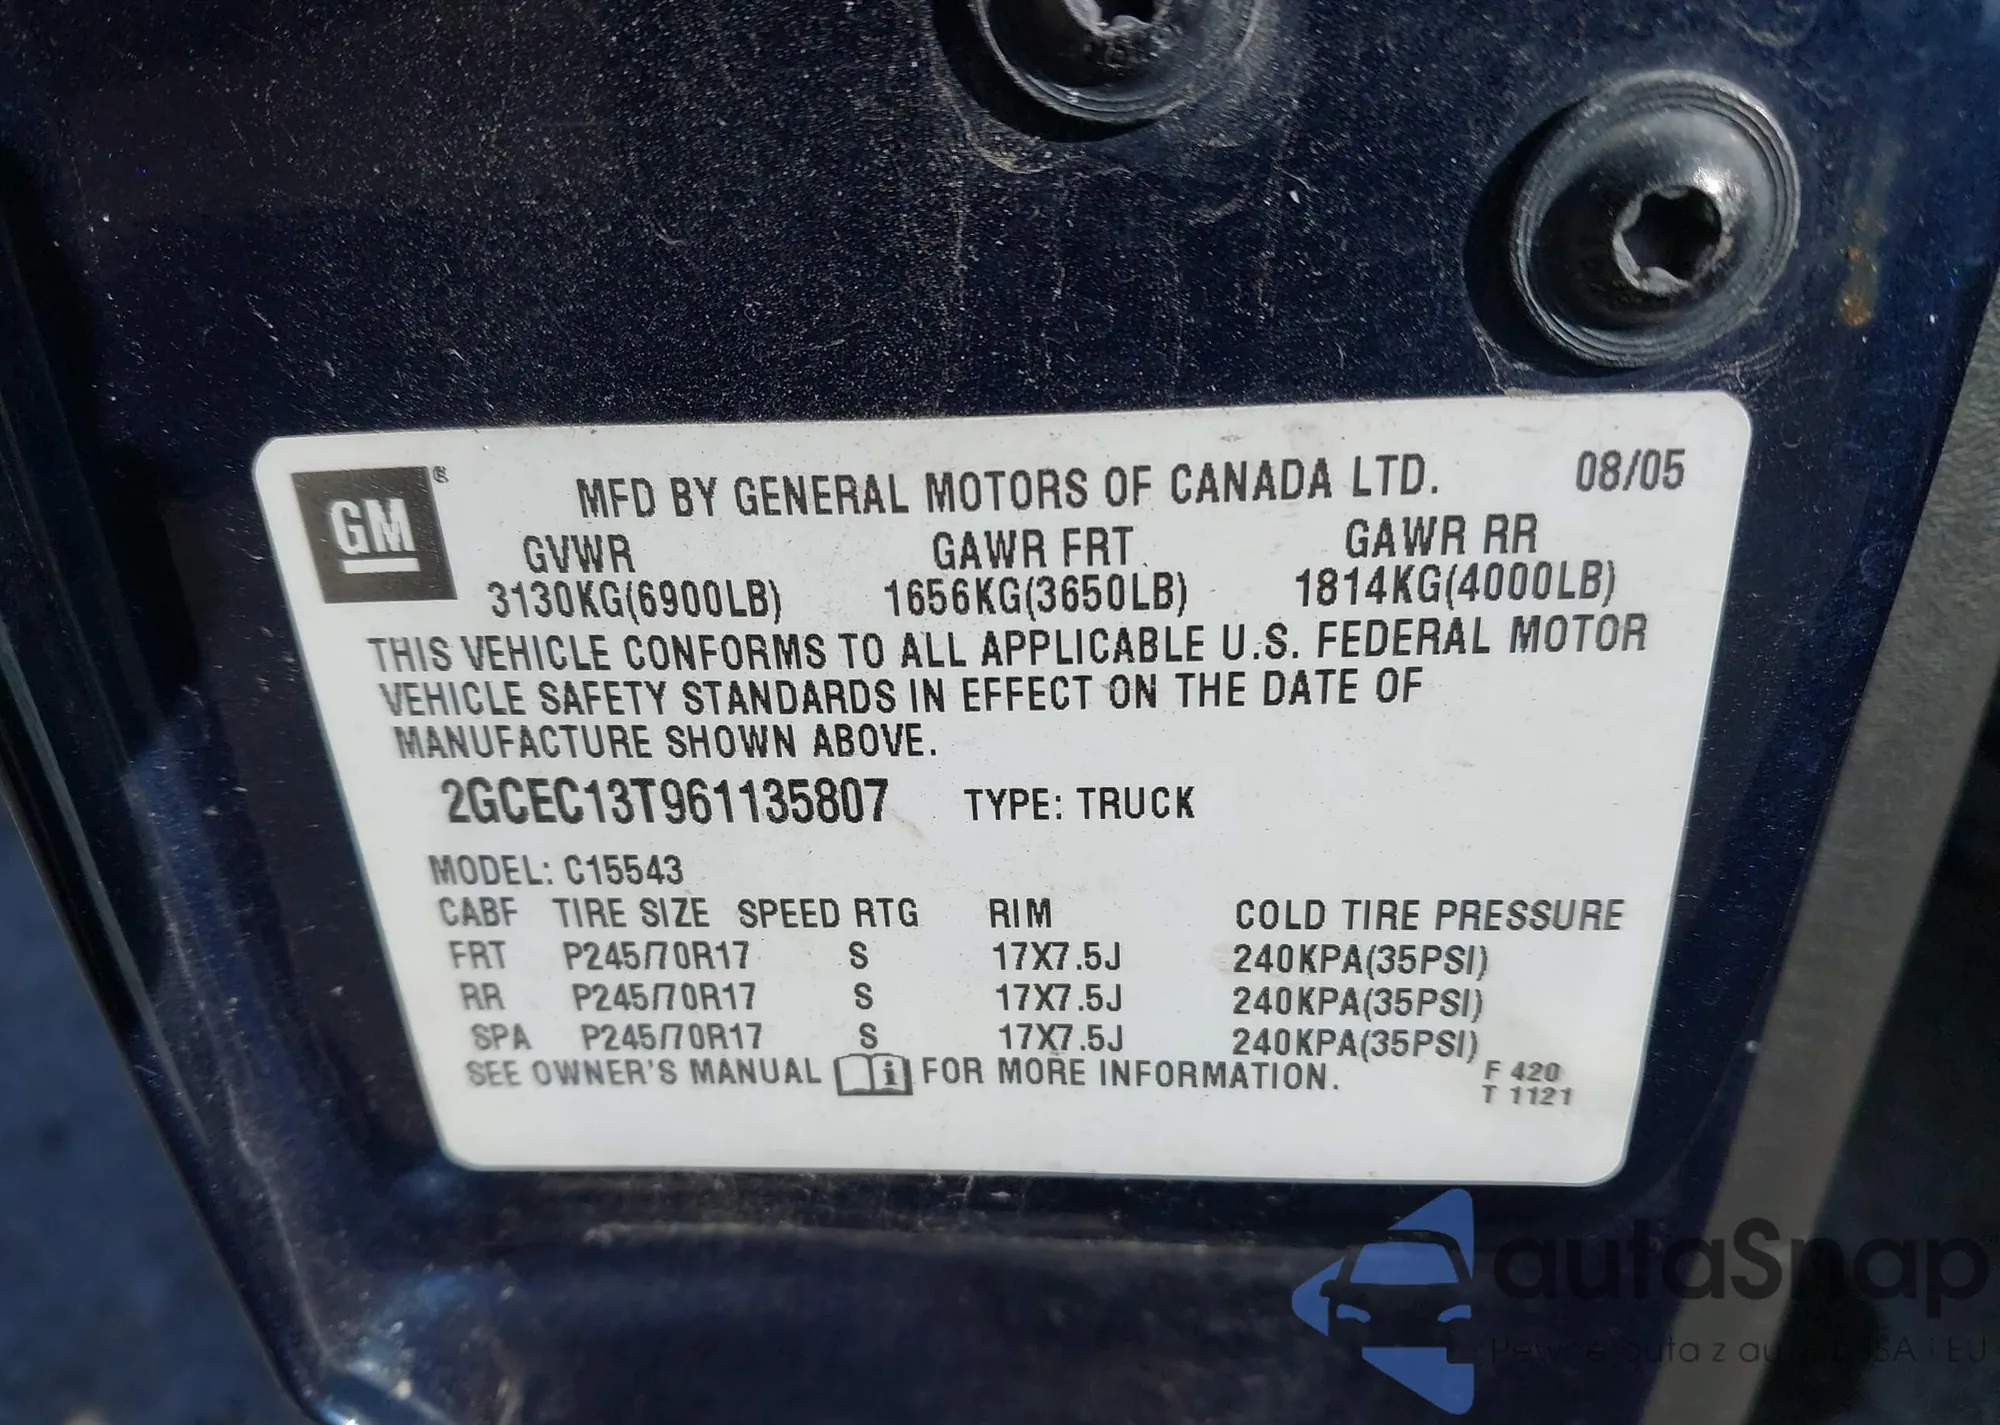 GM ®
MFD BY GENERAL MOTORS OF CANADA LTD. 08/05
GVWR GAWR FRT GAWR RR
3130KG(6900LB) 1656KG(3650LB) 1814KG(4000LB)
THIS VEHICLE CONFORMS TO ALL APPLICABLE U.S. FEDERAL MOTOR
VEHICLE SAFETY STANDARDS IN EFFECT ON THE DATE OF
MANUFACTURE SHOWN ABOVE.
2GCEC13T961135807 TYPE: TRUCK
MODEL: C15543
CABF TIRE SIZE SPEED RTG RIM COLD TIRE PRESSURE
FRT P245/70R17 S 17X7.5J 240KPA(35PSI)
RR P245/70R17 S 17X7.5J 240KPA(35PSI)
SPA P245/70R17 S 17X7.5J 240KPA(35PSI)
SEE OWNER'S MANUAL i FOR MORE INFORMATION.
F 420
T 1121
autaSnap
auta z USA i EU